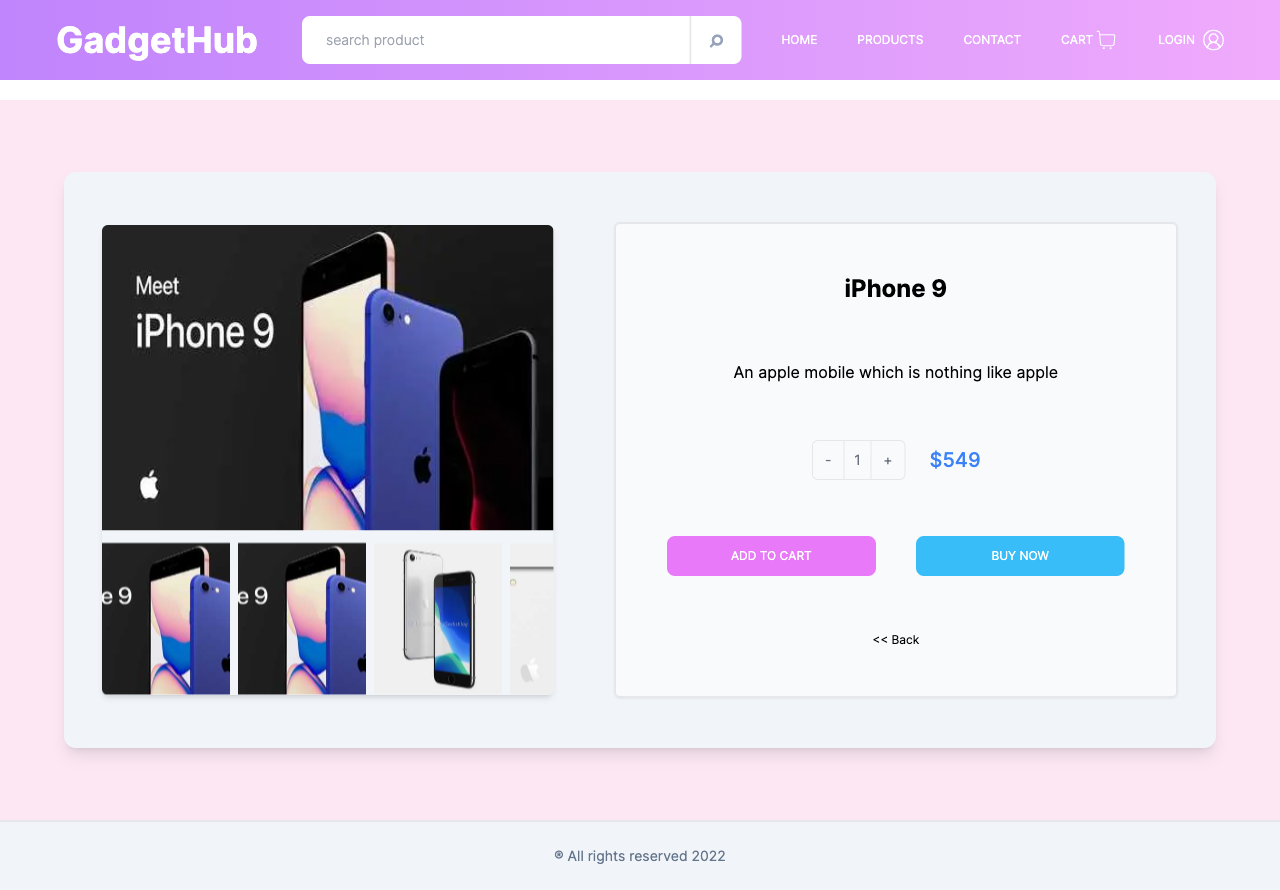 GadgetHub
search product
HOME
PRODUCTS
CONTACT
CART
LOGIN
Meet
iPhone 9
e 9
e 9
iPhone 9
An apple mobile which is nothing like apple
- 1 + $549
ADD TO CART
BUY NOW
<< Back
® All rights reserved 2022